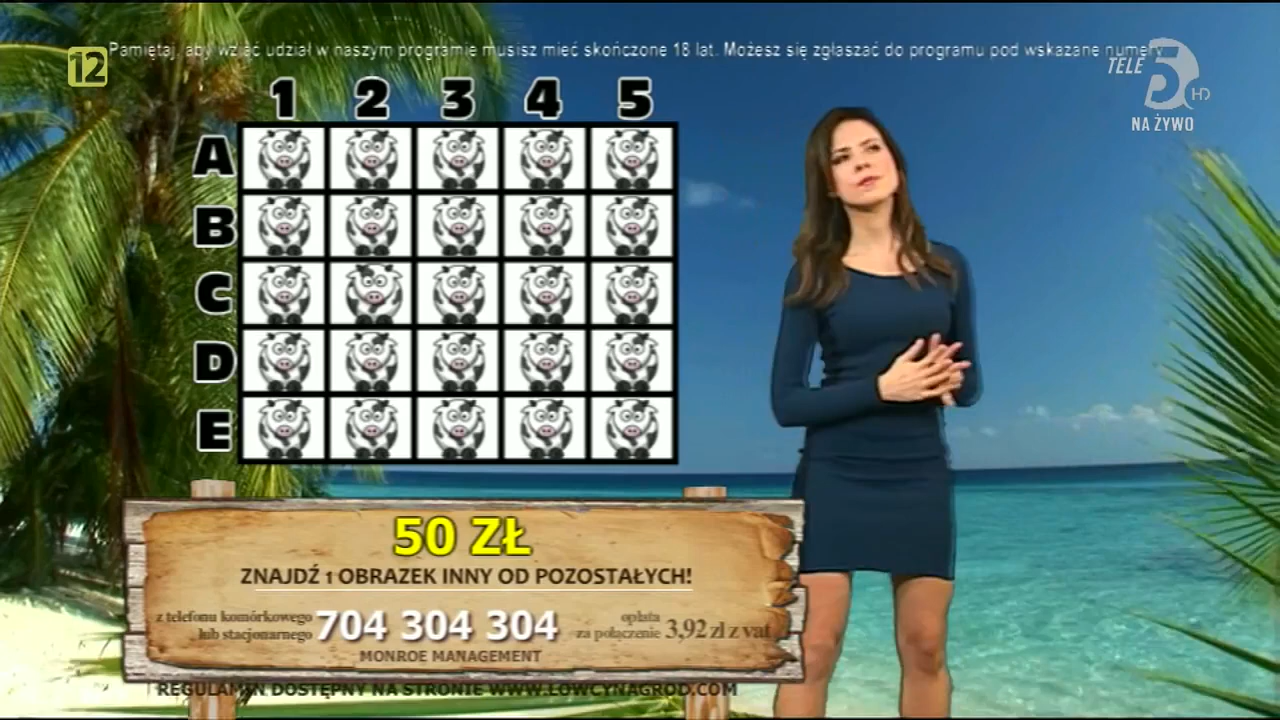 Pamiętaj, aby wziąć udział w naszym programie musisz mieć skończone 18 lat. Możesz się zgłaszać do programu pod wskazane numery
12
TELE 5 HD
NA ŻYWO
1 2 3 4 5
A
B
C
D
E
50 ZŁ
ZNAJDŹ 1 OBRAZEK INNY OD POZOSTAŁYCH!
z telefonu komórkowego
lub stacjonarnego
704 304 304
opłata
za połączenie
3,92 zł z vat
MONROE MANAGEMENT
REGULAMIN DOSTĘPNY NA STRONIE WWW.LOWCYNAGROD.COM